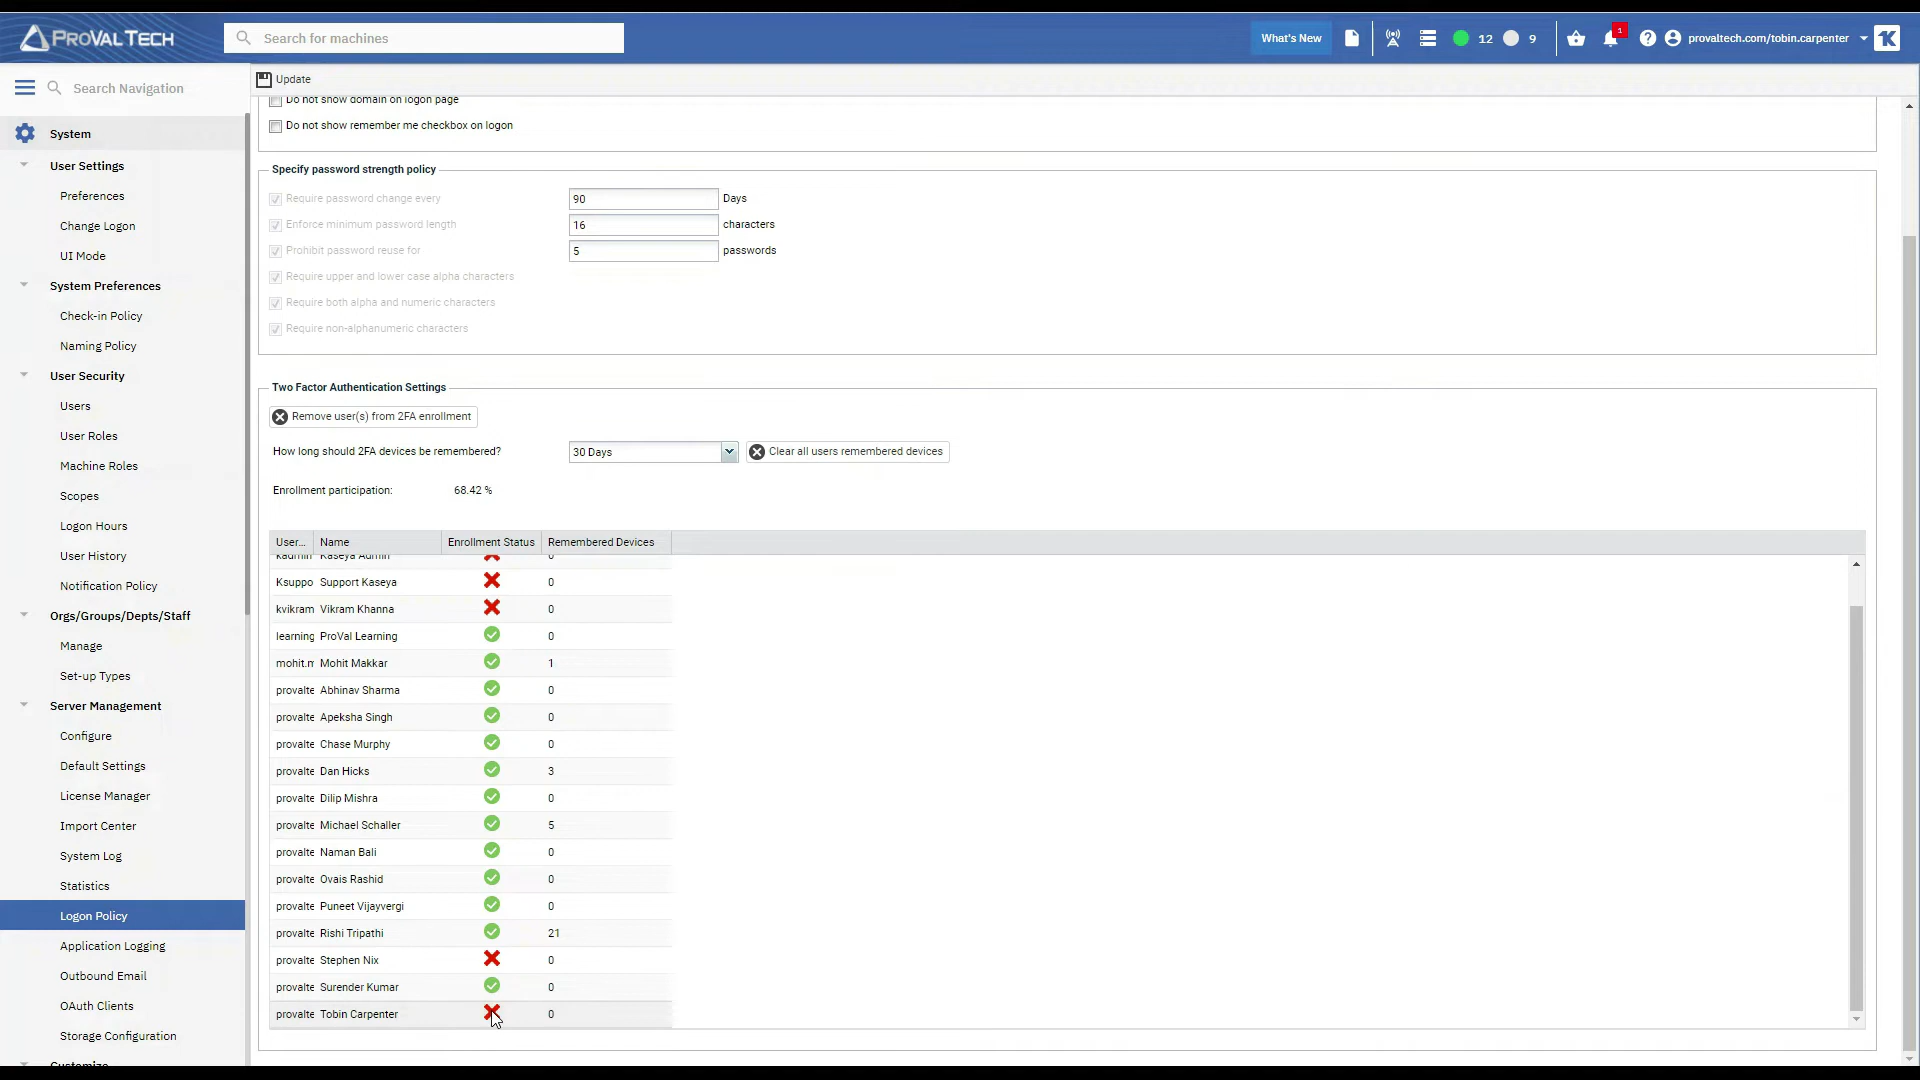 PROVALTECH
Search for machines
What's New
12
9
1
provaltech.com/tobin.carpenter
Search Navigation
System
User Settings
Preferences
Change Logon
UI Mode
System Preferences
Check-in Policy
Naming Policy
User Security
Users
User Roles
Machine Roles
Scopes
Logon Hours
User History
Notification Policy
Orgs/Groups/Depts/Staff
Manage
Set-up Types
Server Management
Configure
Default Settings
License Manager
Import Center
System Log
Statistics
Logon Policy
Application Logging
Outbound Email
OAuth Clients
Storage Configuration
Customize
Update
Do not show domain on logon page
Do not show remember me checkbox on logon
Specify password strength policy
Require password change every 90 Days
Enforce minimum password length 16 characters
Prohibit password reuse for 5 passwords
Require upper and lower case alpha characters
Require both alpha and numeric characters
Require non-alphanumeric characters
Two Factor Authentication Settings
Remove user(s) from 2FA enrollment
How long should 2FA devices be remembered? 30 Days Clear all users remembered devices
Enrollment participation: 68.42 %
User... Name Enrollment Status Remembered Devices
kadmin Kaseya Admin 0
Ksuppo Support Kaseya 0
kvikram Vikram Khanna 0
learning ProVal Learning 0
mohit.m Mohit Makkar 1
provalte Abhinav Sharma 0
provalte Apeksha Singh 0
provalte Chase Murphy 0
provalte Dan Hicks 3
provalte Dilip Mishra 0
provalte Michael Schaller 5
provalte Naman Bali 0
provalte Ovais Rashid 0
provalte Puneet Vijayvergi 0
provalte Rishi Tripathi 21
provalte Stephen Nix 0
provalte Surender Kumar 0
provalte Tobin Carpenter 0